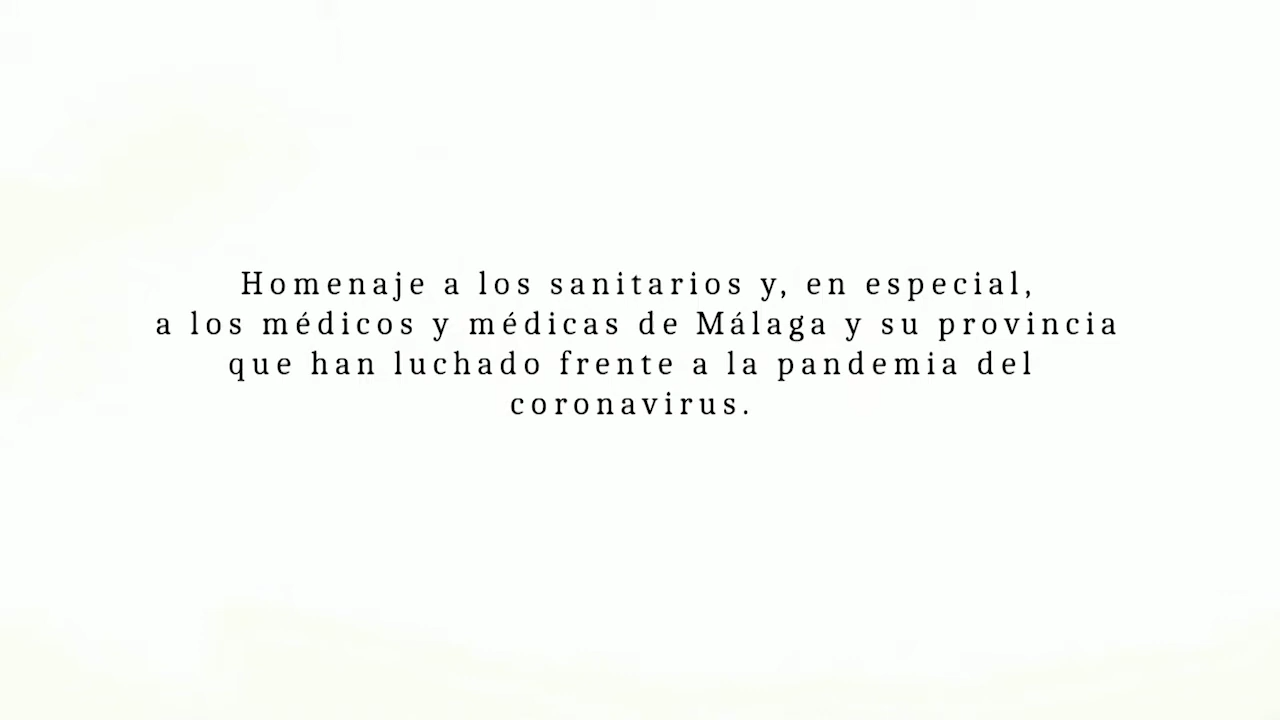 Homenaje a los sanitarios y, en especial,
a los médicos y médicas de Málaga y su provincia
que han luchado frente a la pandemia del
coronavirus.